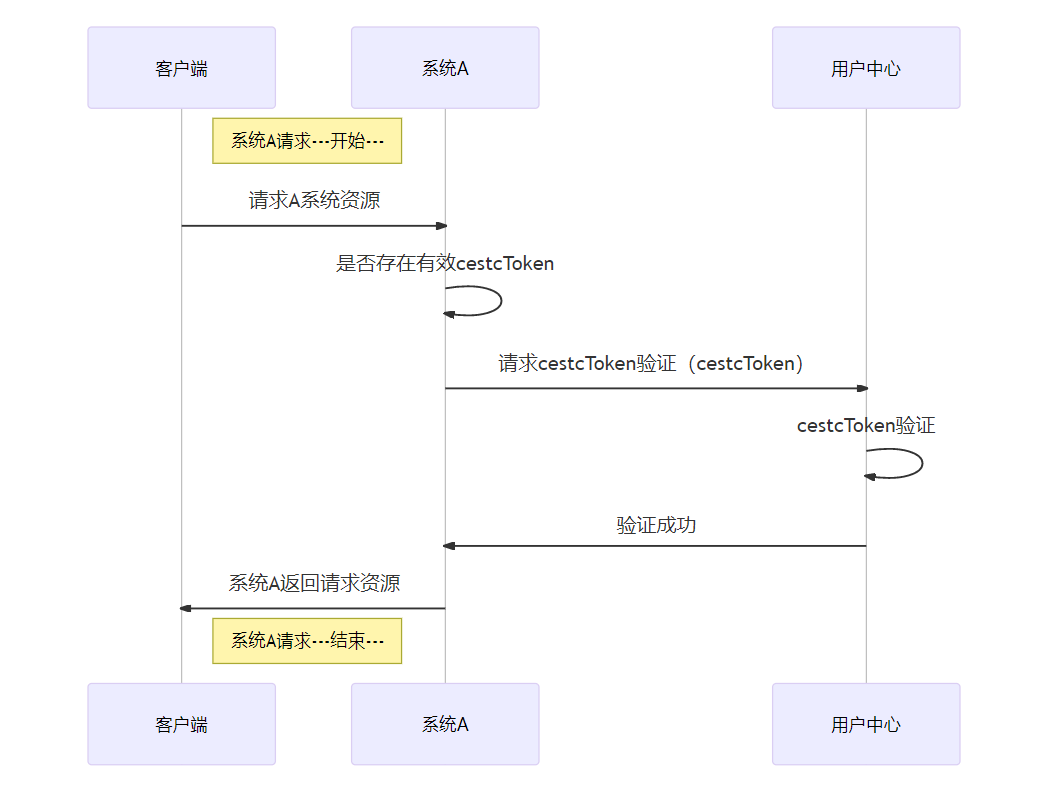 客户端
系统A
用户中心
系统A请求---开始---
请求A系统资源
是否存在有效cestcToken
请求cestcToken验证（cestcToken）
cestcToken验证
验证成功
系统A返回请求资源
系统A请求---结束---
客户端
系统A
用户中心